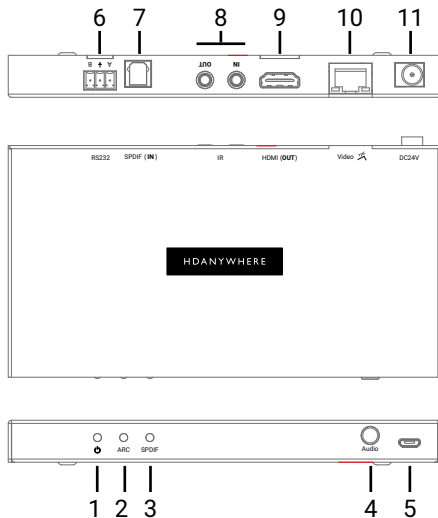 6 7 8 9 10 11
B A
OUT IN
RS232 SPDIF (IN) IR HDMI (OUT) Video DC24V
HDANYWHERE
ARC SPDIF Audio
1 2 3 4 5